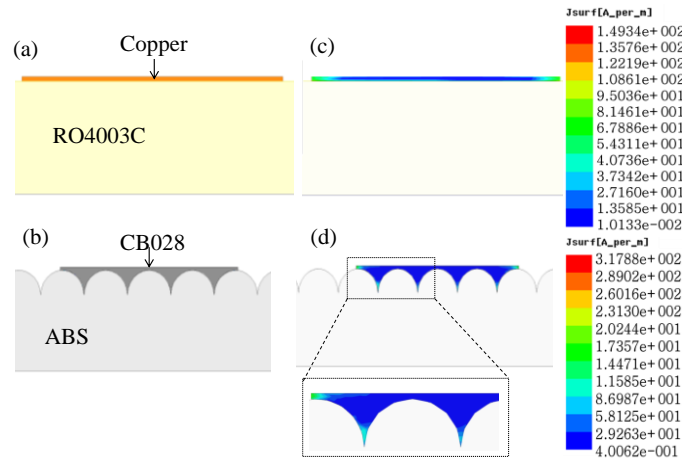 (a)
Copper
RO4003C
(b)
CB028
ABS
(c)
(d)
Jsurf[A_per_m]
1.4934e+002
1.3576e+002
1.2219e+002
1.0861e+002
9.5036e+001
8.1461e+001
6.7886e+001
5.4311e+001
4.0736e+001
3.7342e+001
2.7160e+001
1.3585e+001
1.0133e-002
Jsurf[A_per_m]
3.1788e+002
2.8902e+002
2.6016e+002
2.3130e+002
2.0244e+001
1.7357e+001
1.4471e+001
1.1585e+001
8.6987e+001
5.8125e+001
2.9263e+001
4.0062e-001